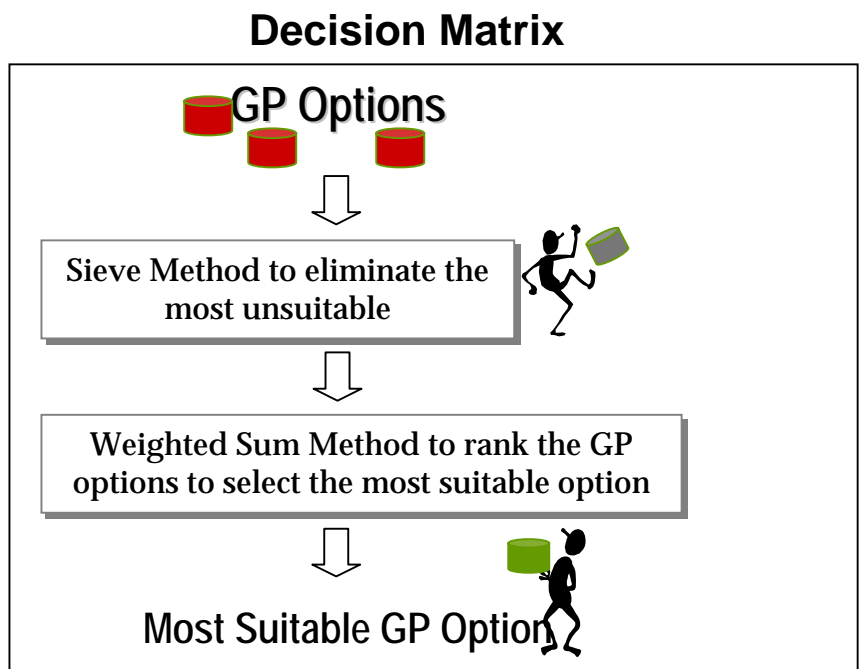 Decision Matrix
GP Options
Sieve Method to eliminate the
most unsuitable
Weighted Sum Method to rank the GP
options to select the most suitable option
Most Suitable GP Option